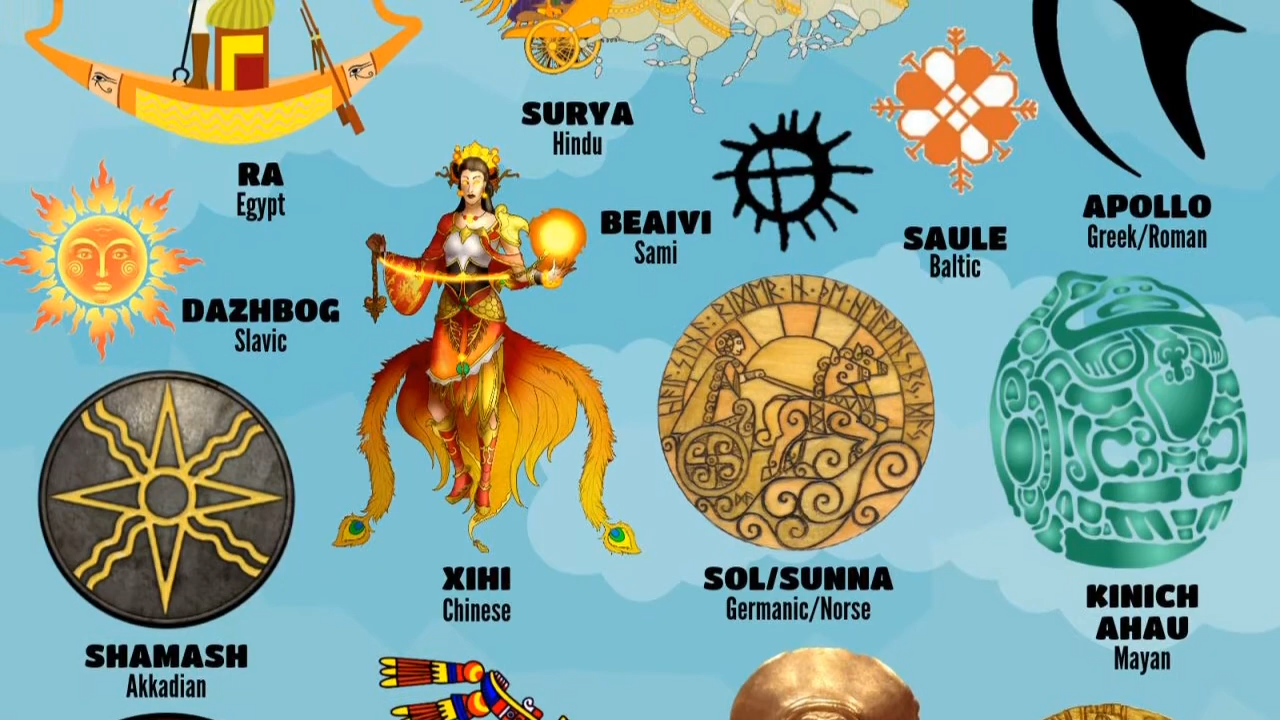 SURYA
Hindu
RA
Egypt
BEAIVI
Sami
SAULE
Baltic
APOLLO
Greek/Roman
DAZHBOG
Slavic
XIHI
Chinese
SOL/SUNNA
Germanic/Norse
KINICH
AHAU
Mayan
SHAMASH
Akkadian